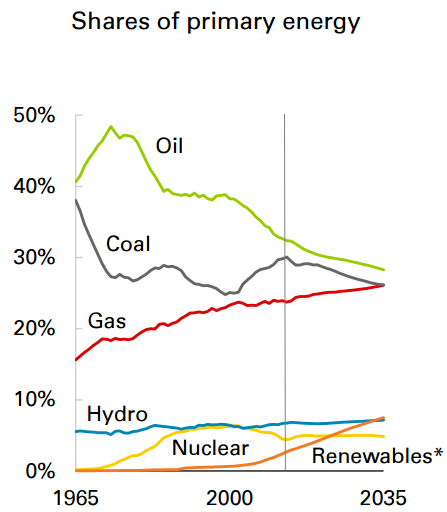 Shares of primary energy
50%
Oil
40%
Coal
30%
Gas
20%
10%
Hydro
Nuclear
Renewables*
0%
1965 2000 2035